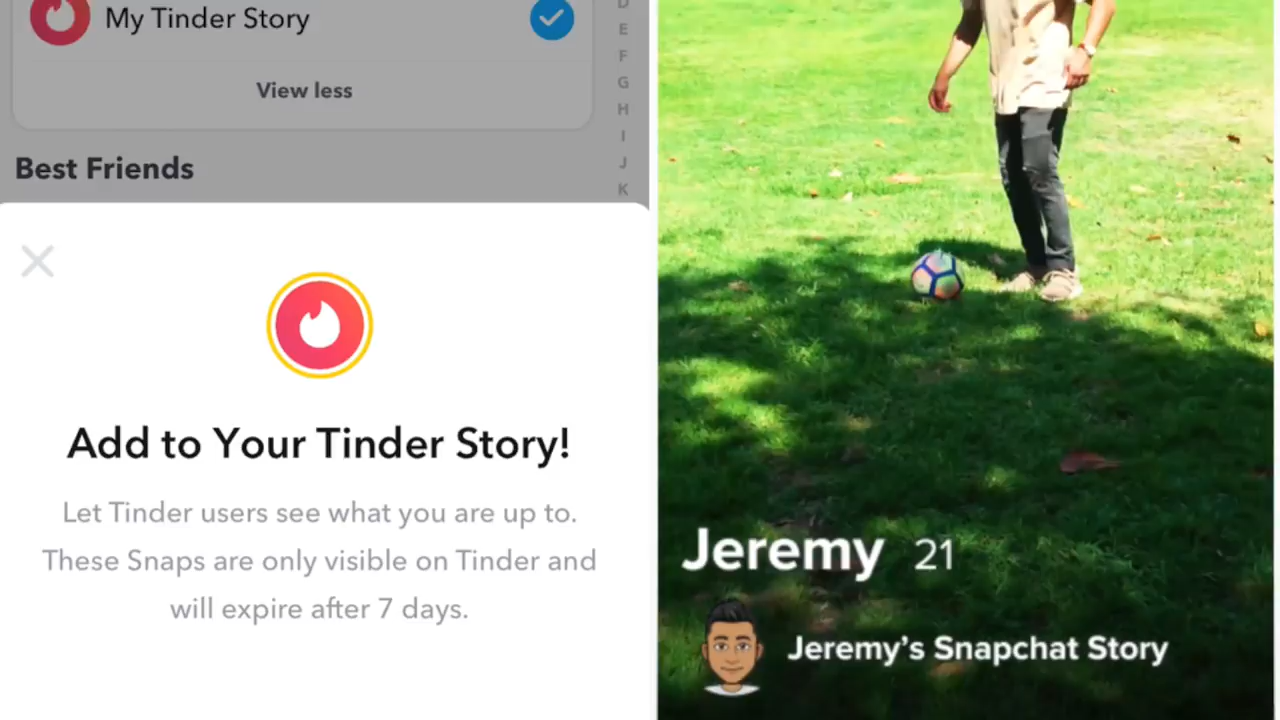 My Tinder Story
View less
Best Friends
D
E
F
G
H
I
J
K
Add to Your Tinder Story!
Let Tinder users see what you are up to.
These Snaps are only visible on Tinder and
will expire after 7 days.
Jeremy 21
Jeremy’s Snapchat Story